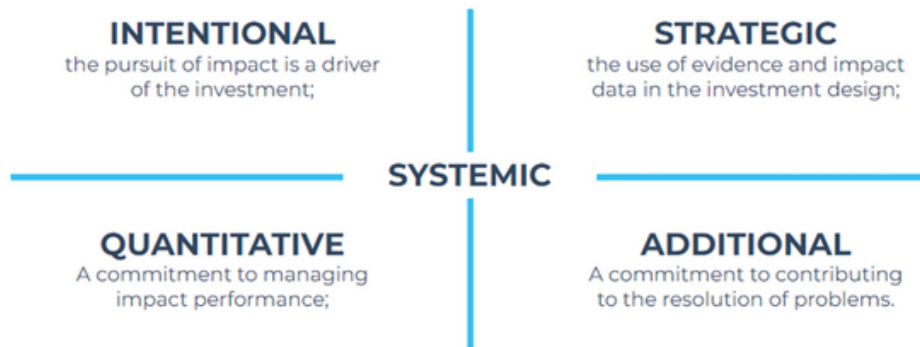 INTENTIONAL
the pursuit of impact is a driver
of the investment;
STRATEGIC
the use of evidence and impact
data in the investment design;
SYSTEMIC
QUANTITATIVE
A commitment to managing
impact performance;
ADDITIONAL
A commitment to contributing
to the resolution of problems.